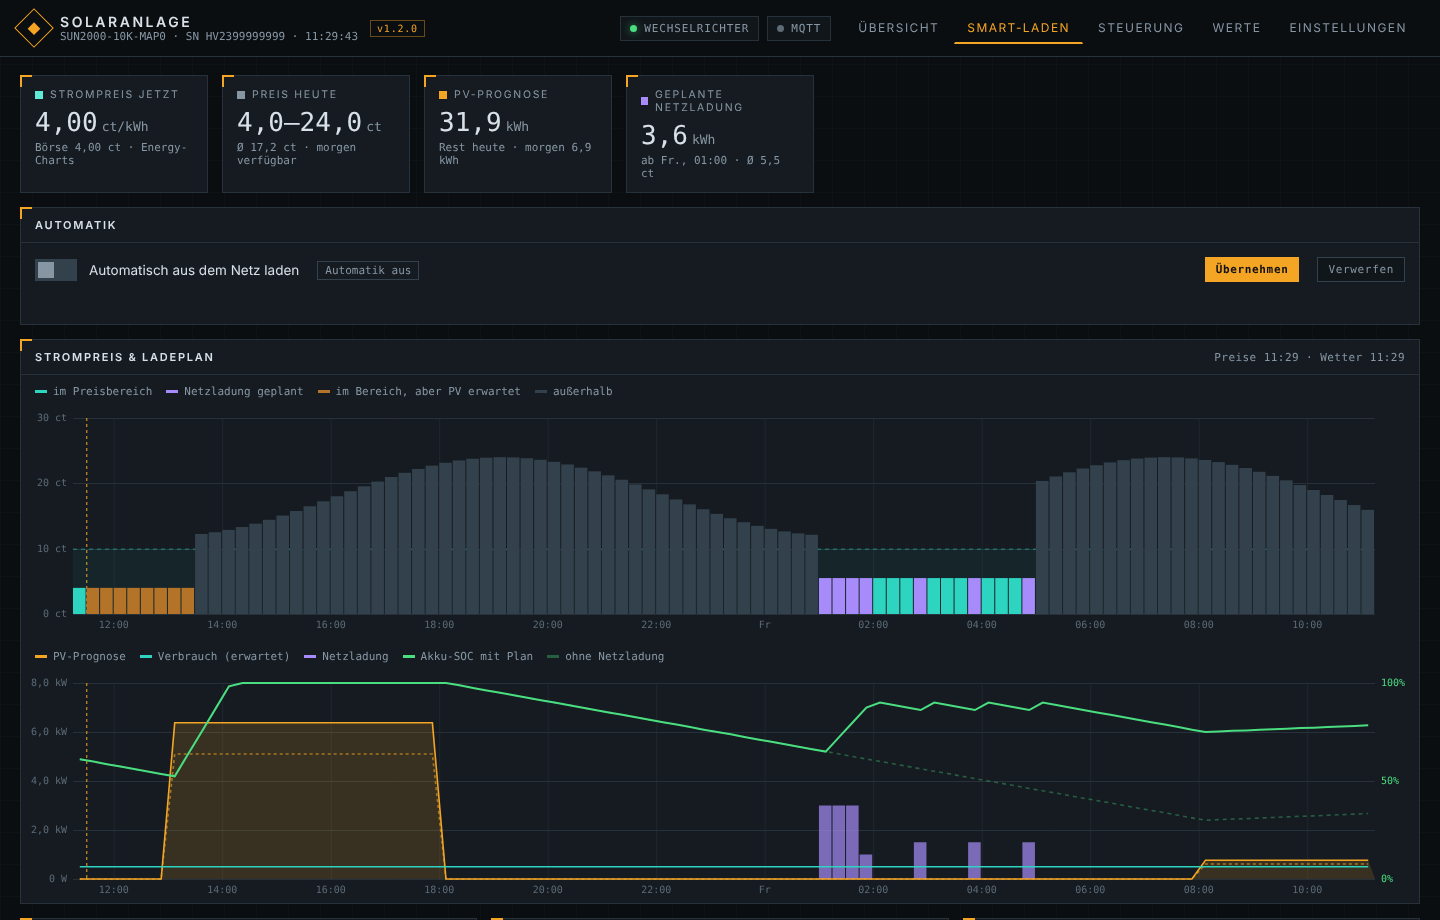 SOLARANLAGE
SUN2000-10K-MAP0 · SN HV2399999999 · 11:29:43
v1.2.0
WECHSELRICHTER
MQTT
ÜBERSICHT
SMART-LADEN
STEUERUNG
WERTE
EINSTELLUNGEN
STROMPREIS JETZT
4,00 ct/kWh
Börse 4,00 ct · Energy-
Charts
PREIS HEUTE
4,0–24,0 ct
Ø 17,2 ct · morgen
verfügbar
PV-PROGNOSE
31,9 kWh
Rest heute · morgen 6,9
kWh
GEPLANTE
NETZLADUNG
3,6 kWh
ab Fr., 01:00 · Ø 5,5
ct
AUTOMATIK
Automatisch aus dem Netz laden
Automatik aus
Übernehmen
Verwerfen
STROMPREIS & LADEPLAN
Preise 11:29 · Wetter 11:29
im Preisbereich
Netzladung geplant
im Bereich, aber PV erwartet
außerhalb
30 ct
20 ct
10 ct
0 ct
12:00 14:00 16:00 18:00 20:00 22:00 Fr 02:00 04:00 06:00 08:00 10:00
PV-Prognose
Verbrauch (erwartet)
Netzladung
Akku-SOC mit Plan
ohne Netzladung
8,0 kW 100%
6,0 kW
4,0 kW 50%
2,0 kW
0 W 0%
12:00 14:00 16:00 18:00 20:00 22:00 Fr 02:00 04:00 06:00 08:00 10:00